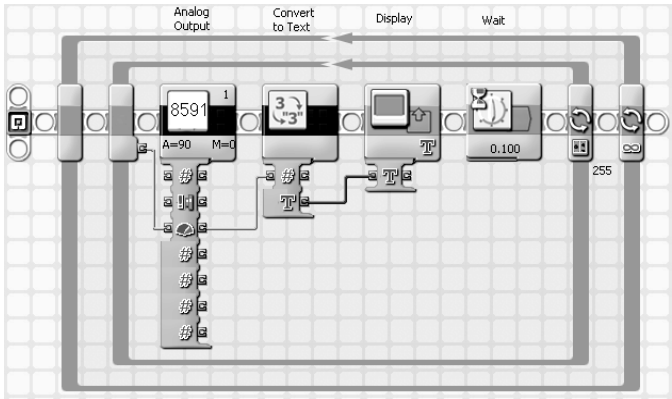 Analog
Output
Convert
to Text
Display
Wait
8591
1
A=90 M=0
3
"3"
T
0.100
255
#
#
T
T
#
#
#
#